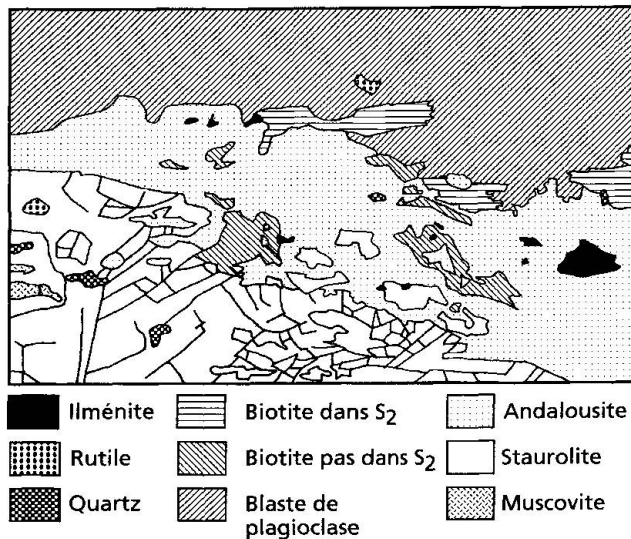 Ilménite
Biotite dans S₂
Andalousite
Rutile
Biotite pas dans S₂
Staurolite
Quartz
Blaste de
plagioclase
Muscovite